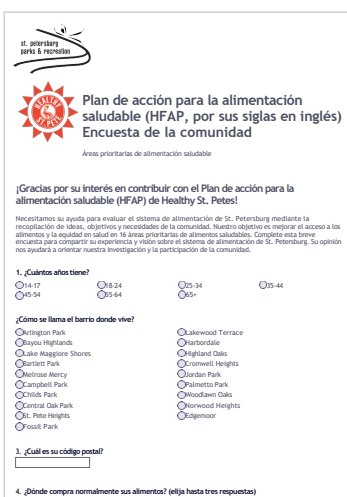 st. petersburg
parks & recreation
HEALTHY
ST. PETE
Plan de acción para la alimentación
saludable (HFAP, por sus siglas en inglés)
Encuesta de la comunidad
Áreas prioritarias de alimentación saludable
¡Gracias por su interés en contribuir con el Plan de acción para la
alimentación saludable (HFAP) de Healthy St. Petes!
Necesitamos su ayuda para evaluar el sistema de alimentación de St. Petersburg mediante la
recopilación de ideas, objetivos y necesidades de la comunidad. Nuestro objetivo es mejorar el acceso a los
alimentos y la equidad en salud en 16 áreas prioritarias de alimentos saludables. Complete esta breve
encuesta para compartir su experiencia y visión sobre el sistema de alimentación de St. Petersburg. Su opinión
nos ayudará a orientar nuestra investigación y la participación de la comunidad.
1. ¿Cuántos años tiene?
14-17 18-24 25-34 35-44
45-54 55-64 65+
¿Cómo se llama el barrio donde vive?
Arlington Park Lakewood Terrace
Bayou Highlands Harbordale
Lake Maggiore Shores Highland Oaks
Bartlett Park Cromwell Heights
Melrose Mercy Jordan Park
Campbell Park Palmetto Park
Childs Park Woodlawn Oaks
Central Oak Park Norwood Heights
St. Pete Heights Edgemoor
Fossil Park
3. ¿Cuál es su código postal?
4. ¿Dónde compra normalmente sus alimentos? (elija hasta tres respuestas)